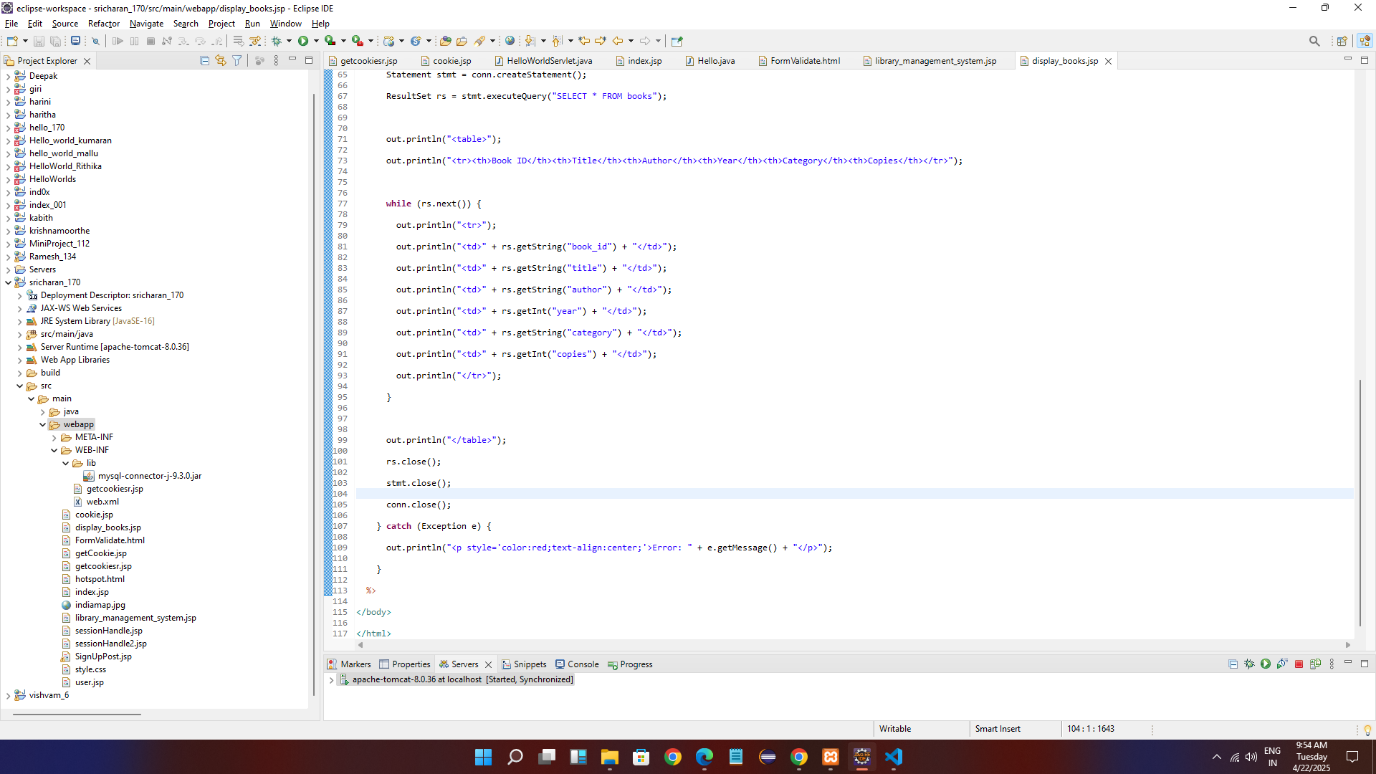 eclipse-workspace - sricharan_170/src/main/webapp/display_books.jsp - Eclipse IDE
File Edit Source Refactor Navigate Search Project Run Window Help
Project Explorer
getcookiesr.jsp cookie.jsp HelloWorldServlet.java index.jsp Hello.java FormValidate.html library_management_system.jsp display_books.jsp
Deepak
giri
harini
haritha
hello_170
Hello_world_kumaran
hello_world_mallu
HelloWorld_Rithika
HelloWorlds
ind0x
index_001
kabith
krishnamoorthe
MiniProject_112
Ramesh_134
Servers
sricharan_170
Deployment Descriptor: sricharan_170
JAX-WS Web Services
JRE System Library [JavaSE-16]
src/main/java
Server Runtime [apache-tomcat-8.0.36]
Web App Libraries
build
src
main
java
webapp
META-INF
WEB-INF
lib
mysql-connector-j-9.3.0.jar
getcookiesr.jsp
web.xml
cookie.jsp
display_books.jsp
FormValidate.html
getCookie.jsp
getcookiesr.jsp
hotspot.html
index.jsp
indiamap.jpg
library_management_system.jsp
sessionHandle.jsp
sessionHandle2.jsp
SignUpPost.jsp
style.css
user.jsp
vishvam_6
65 Statement stmt = conn.createStatement();
66
67 ResultSet rs = stmt.executeQuery("SELECT * FROM books");
68
69
70
71 out.println("<table>");
72
73 out.println("<tr><th>Book ID</th><th>Title</th><th>Author</th><th>Year</th><th>Category</th><th>Copies</th></tr>");
74
75
76
77 while (rs.next()) {
78
79 out.println("<tr>");
80
81 out.println("<td>" + rs.getString("book_id") + "</td>");
82
83 out.println("<td>" + rs.getString("title") + "</td>");
84
85 out.println("<td>" + rs.getString("author") + "</td>");
86
87 out.println("<td>" + rs.getInt("year") + "</td>");
88
89 out.println("<td>" + rs.getString("category") + "</td>");
90
91 out.println("<td>" + rs.getInt("copies") + "</td>");
92
93 out.println("</tr>");
94
95 }
96
97
98
99 out.println("</table>");
100
101 rs.close();
102
103 stmt.close();
104
105 conn.close();
106
107 } catch (Exception e) {
108
109 out.println("<p style='color:red;text-align:center;'>Error: " + e.getMessage() + "</p>");
110
111 }
112
113 %>
114
115 </body>
116
117 </html>
Markers Properties Servers Snippets Console Progress
apache-tomcat-8.0.36 at localhost [Started, Synchronized]
Writable Smart Insert 104 : 1 : 1643
ENG
IN
9:54 AM
Tuesday
4/22/2025